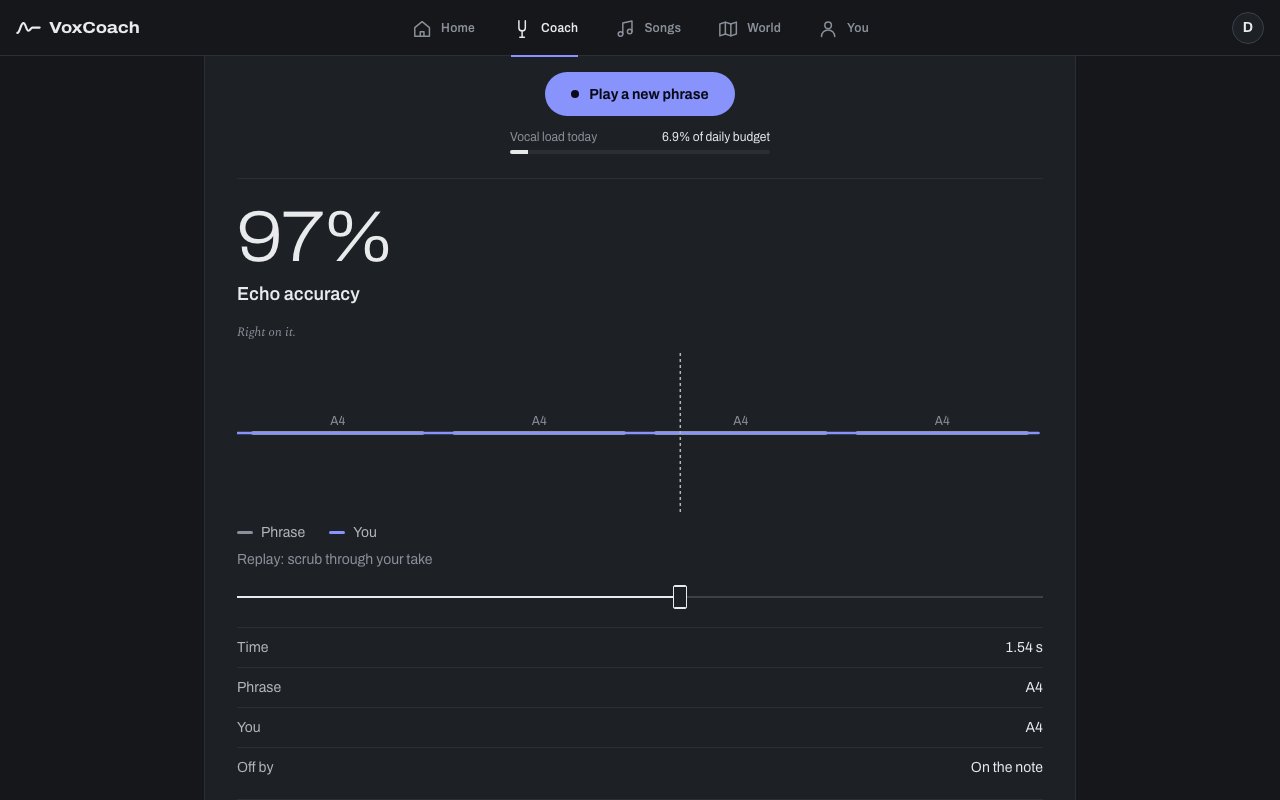 VoxCoach
Home
Coach
Songs
World
You
D
Play a new phrase
Vocal load today
6.9% of daily budget
97%
Echo accuracy
Right on it.
A4
A4
A4
A4
Phrase
You
Replay: scrub through your take
Time
1.54 s
Phrase
A4
You
A4
Off by
On the note